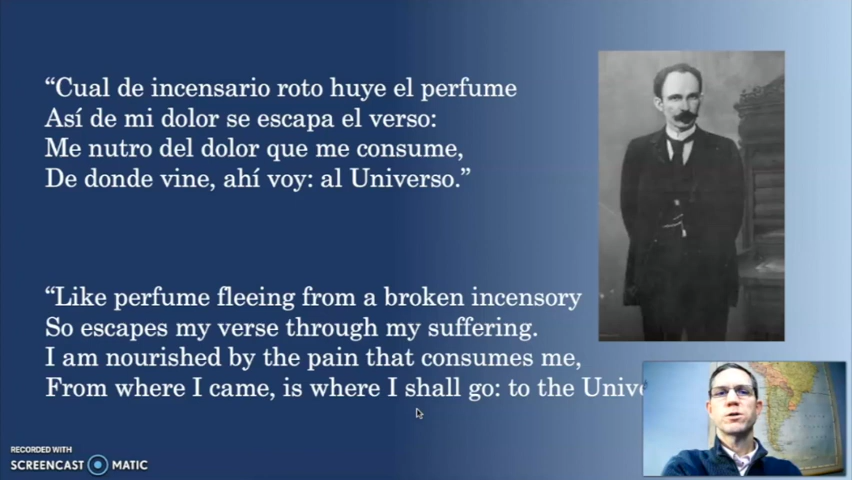 “Cual de incensario roto huye el perfume
Así de mi dolor se escapa el verso:
Me nutro del dolor que me consume,
De donde vine, ahí voy: al Universo.”
“Like perfume fleeing from a broken incensory
So escapes my verse through my suffering.
I am nourished by the pain that consumes me,
From where I came, is where I shall go: to the
RECORDED WITH
SCREENCAST MATIC